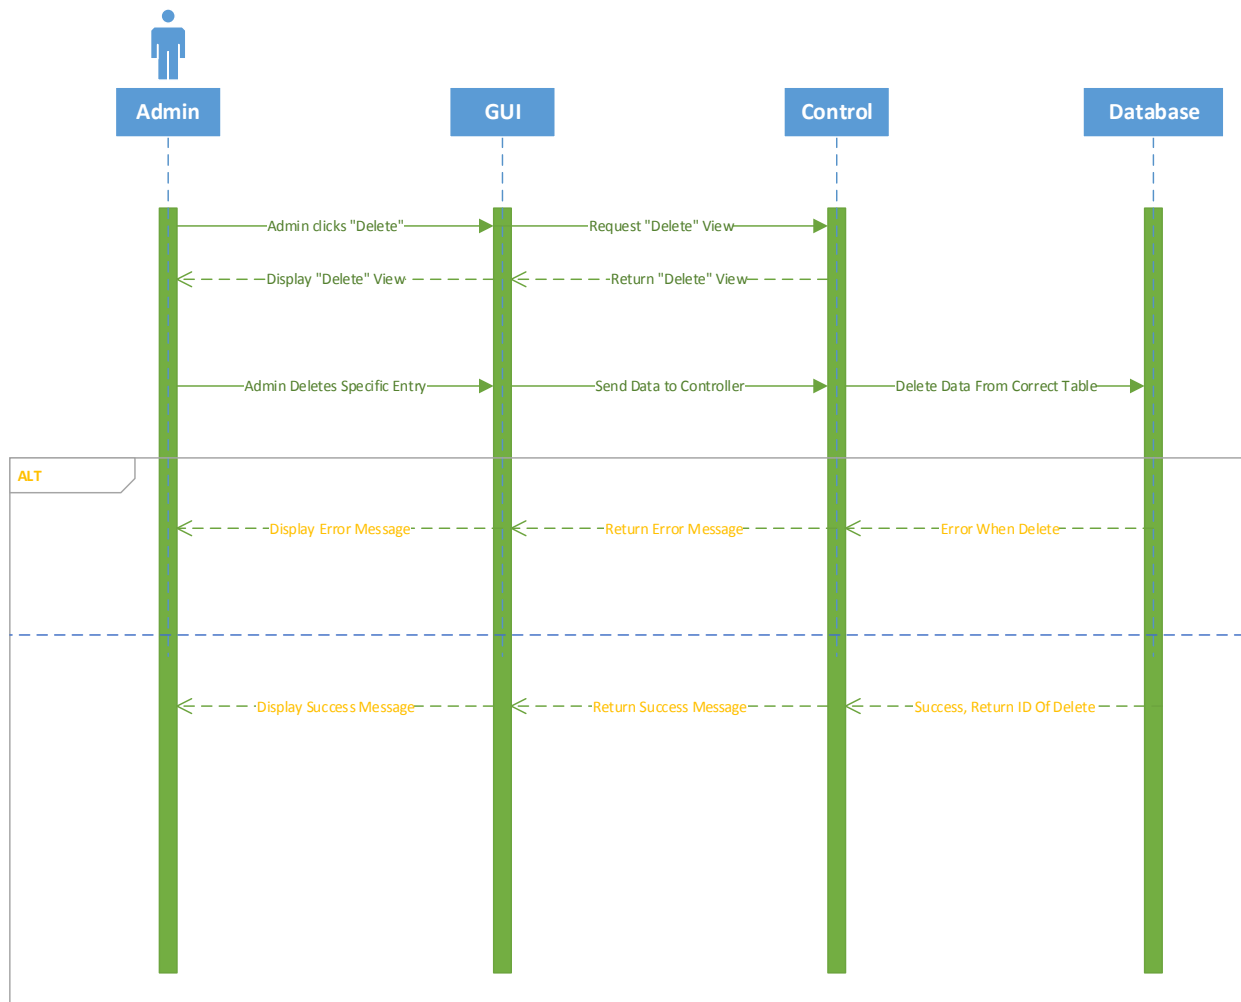 Admin
GUI
Control
Database
Admin clicks "Delete"
Request "Delete" View
Display "Delete" View
Return "Delete" View
Admin Deletes Specific Entry
Send Data to Controller
Delete Data From Correct Table
ALT
Display Error Message
Return Error Message
Error When Delete
Display Success Message
Return Success Message
Success, Return ID Of Delete